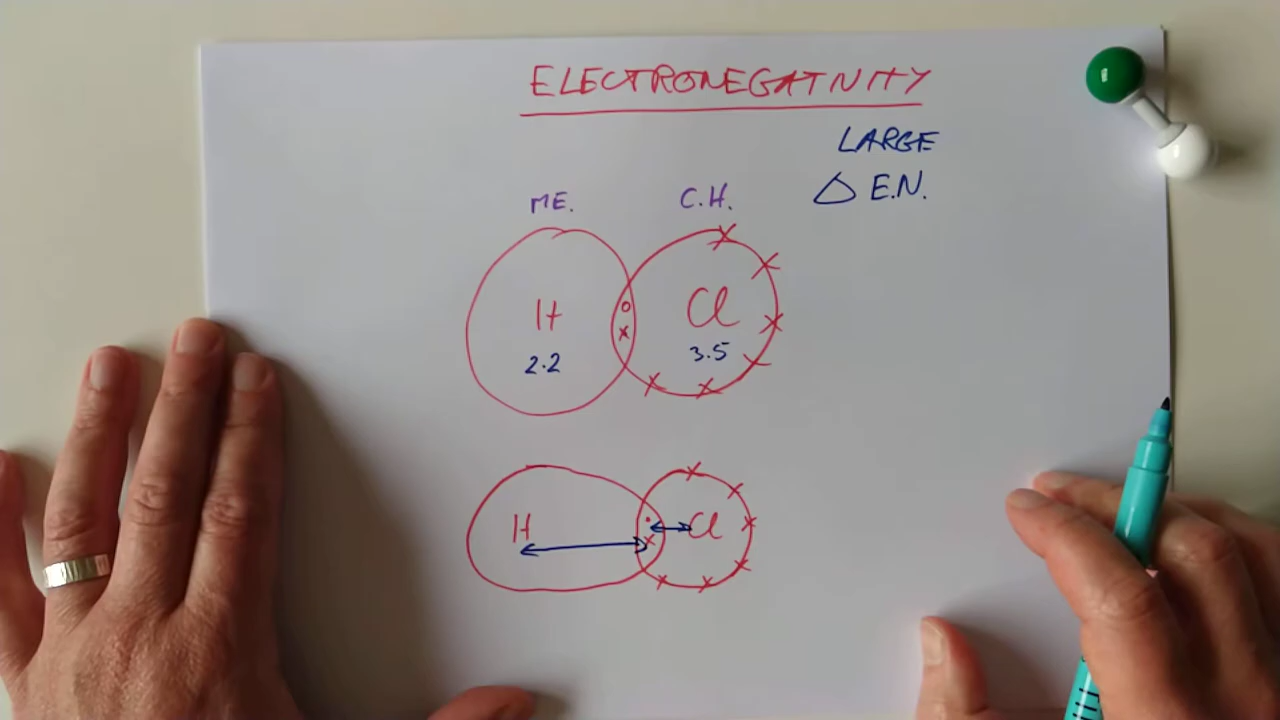 ELECTRONEGATIVITY
LARGE
Δ E.N.
ME. C.H.
H Cl
2.2 3.5
H Cl